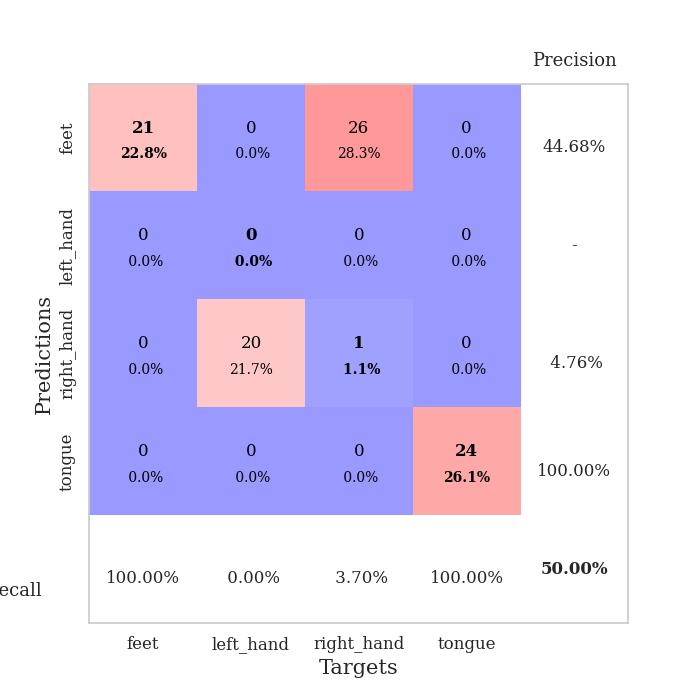 Precision
feet
21 0 26 0
22.8% 0.0% 28.3% 0.0%
44.68%
left_hand
0 0 0 0
0.0% 0.0% 0.0% 0.0%
-
Predictions
right_hand
0 20 1 0
0.0% 21.7% 1.1% 0.0%
4.76%
tongue
0 0 0 24
0.0% 0.0% 0.0% 26.1%
100.00%
ecall
100.00% 0.00% 3.70% 100.00%
50.00%
feet left_hand right_hand tongue
Targets